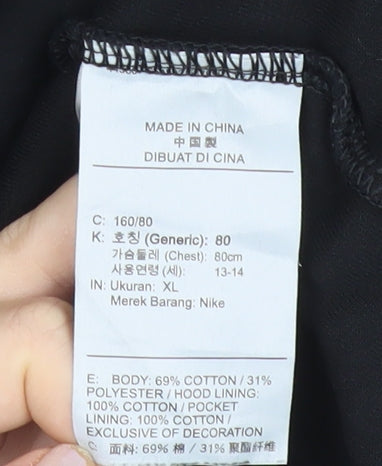 MADE IN CHINA
中国製
DIBUAT DI CINA
C: 160/80
K: 호칭 (Generic): 80
가슴둘레 (Chest): 80cm
사용연령 (세): 13-14
IN: Ukuran: XL
Merek Barang: Nike
E: BODY: 69% COTTON / 31%
POLYESTER / HOOD LINING:
100% COTTON / POCKET
LINING: 100% COTTON /
EXCLUSIVE OF DECORATION
C: 面料: 69% 棉 / 31% 聚酯纤维